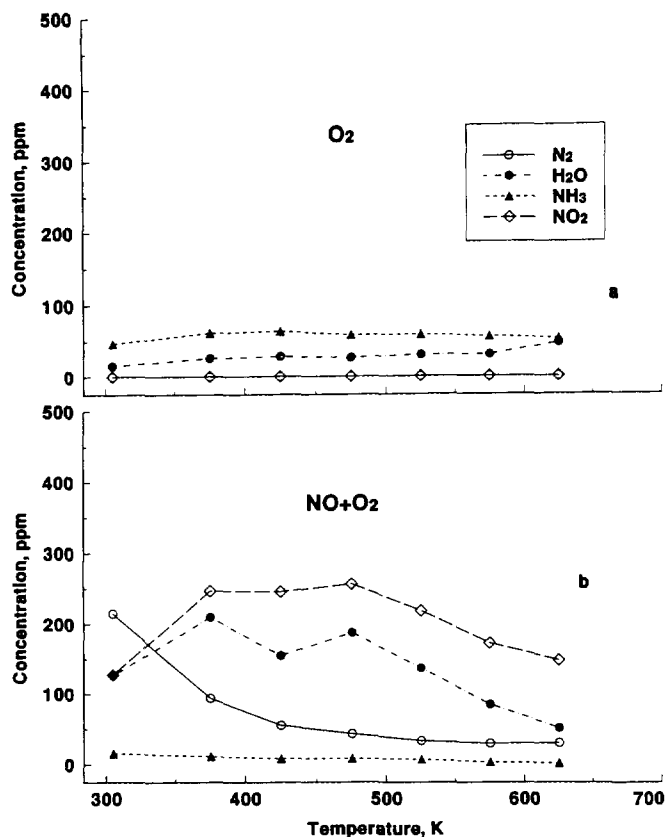 500
400
300
200
100
0
Concentration, ppm
O₂
N₂
H₂O
NH₃
NO₂
a
500
400
300
200
100
0
Concentration, ppm
NO+O₂
b
300
400
500
600
700
Temperature, K